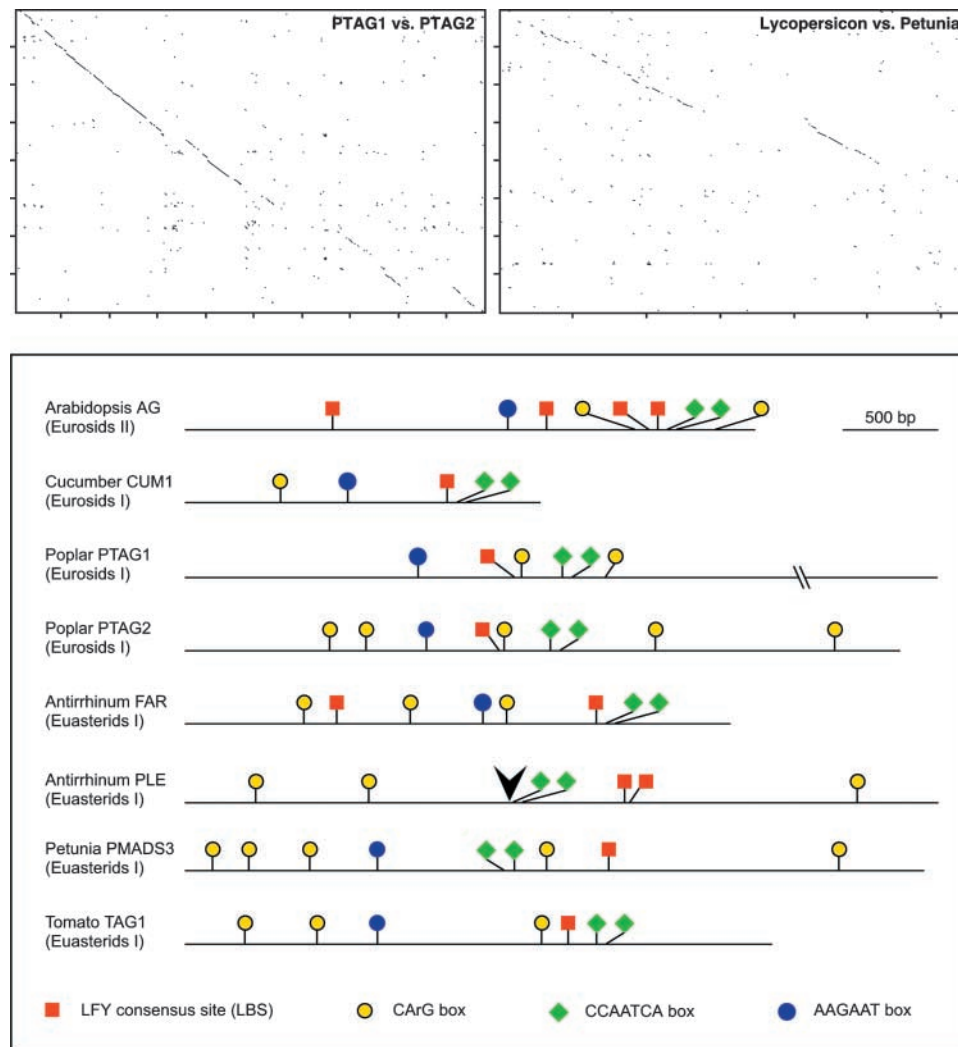 PTAG1 vs. PTAG2
Lycopersicon vs. Petunia
Arabidopsis AG
(Eurosids II)
500 bp
Cucumber CUM1
(Eurosids I)
Poplar PTAG1
(Eurosids I)
Poplar PTAG2
(Eurosids I)
Antirrhinum FAR
(Euasterids I)
Antirrhinum PLE
(Euasterids I)
Petunia PMADS3
(Euasterids I)
Tomato TAG1
(Euasterids I)
LFY consensus site (LBS)
CArG box
CCAATCA box
AAGAAT box